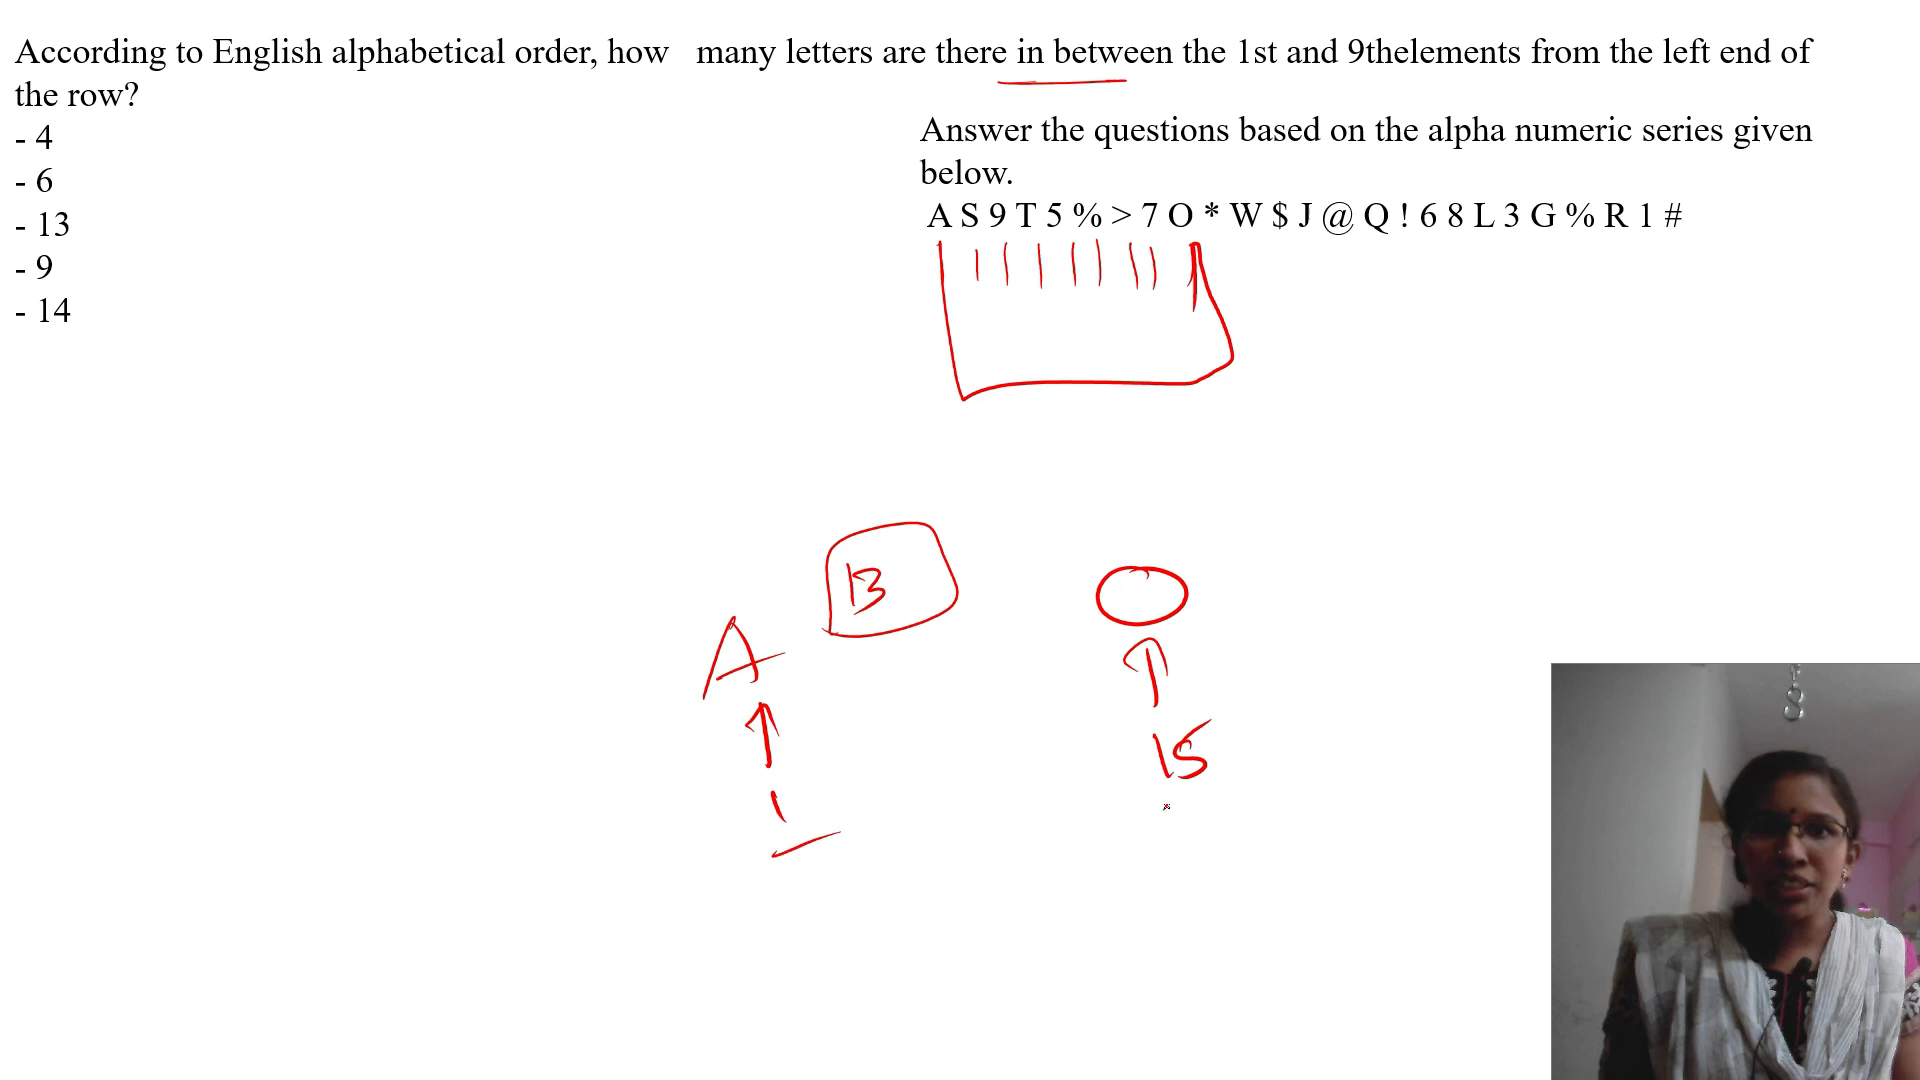 According to English alphabetical order, how many letters are there in between the 1st and 9thelements from the left end of
the row?
- 4
- 6
- 13
- 9
- 14
Answer the questions based on the alpha numeric series given
below.
A S 9 T 5 % > 7 O * W $ J @ Q ! 6 8 L 3 G % R 1 #
13
O
A
15
1